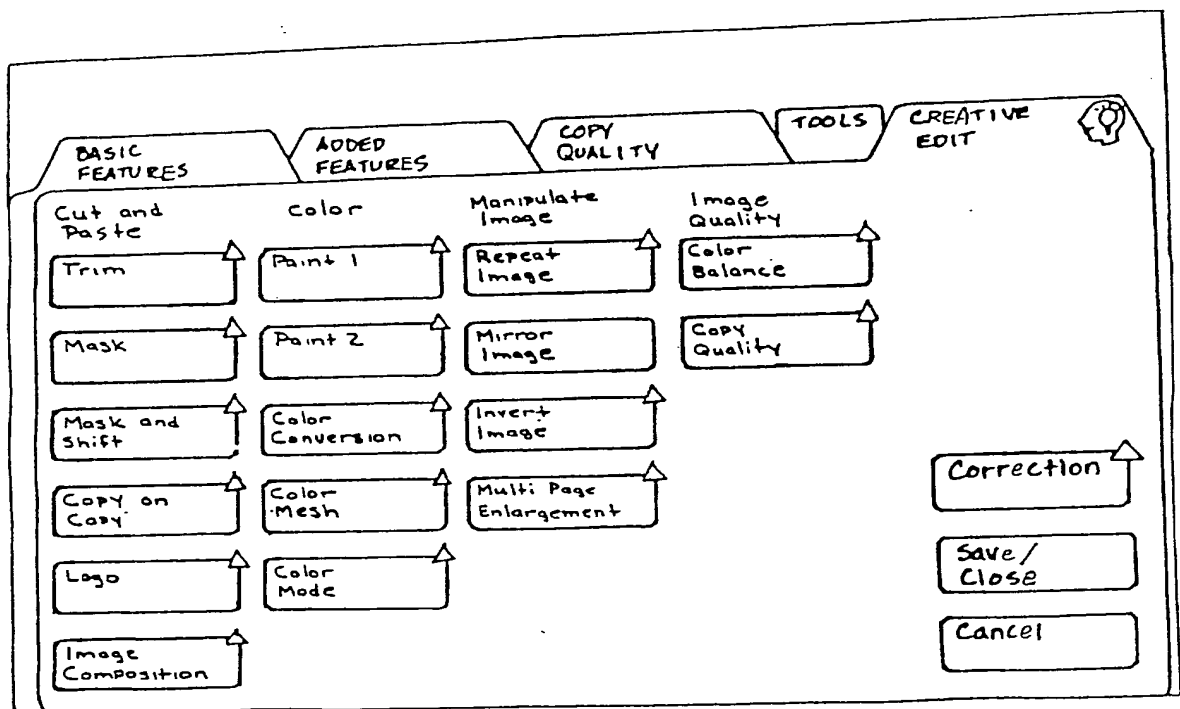 BASIC
FEATURES
ADDED
FEATURES
COPY
QUALITY
TOOLS
CREATIVE
EDIT
Cut and
Paste
Trim
Mask
Mask and
Shift
Copy on
Copy
Logo
Image
Composition
Color
Paint 1
Paint 2
Color
Conversion
Color
Mesh
Color
Mode
Manipulate
Image
Repeat
Image
Mirror
Image
Invert
Image
Multi Page
Enlargement
Image
Quality
Color
Balance
Copy
Quality
Correction
Save/
Close
Cancel